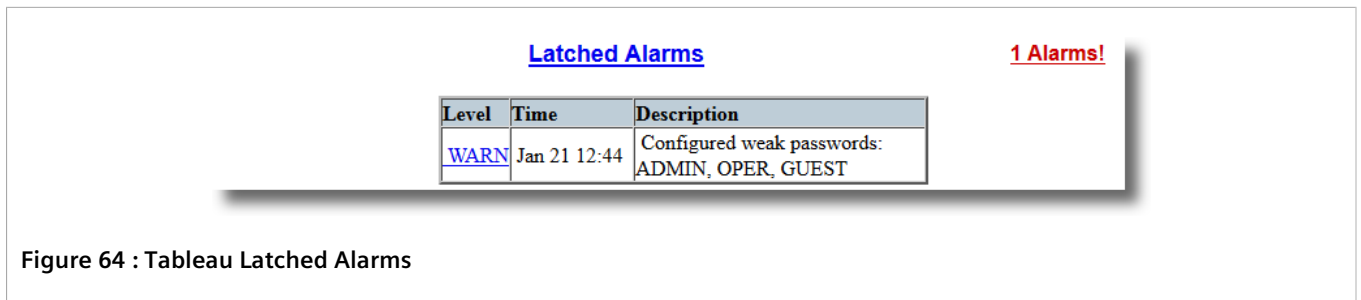 Latched Alarms
1 Alarms!
Level Time Description
WARN Jan 21 12:44 Configured weak passwords:
ADMIN, OPER, GUEST
Figure 64 : Tableau Latched Alarms